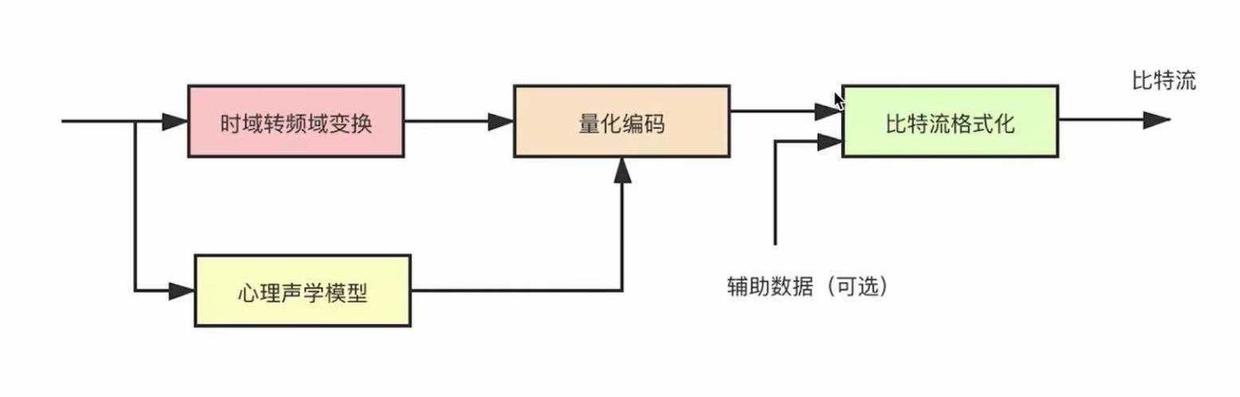 比特流
时域转频域变换
量化编码
比特流格式化
心理声学模型
辅助数据（可选）